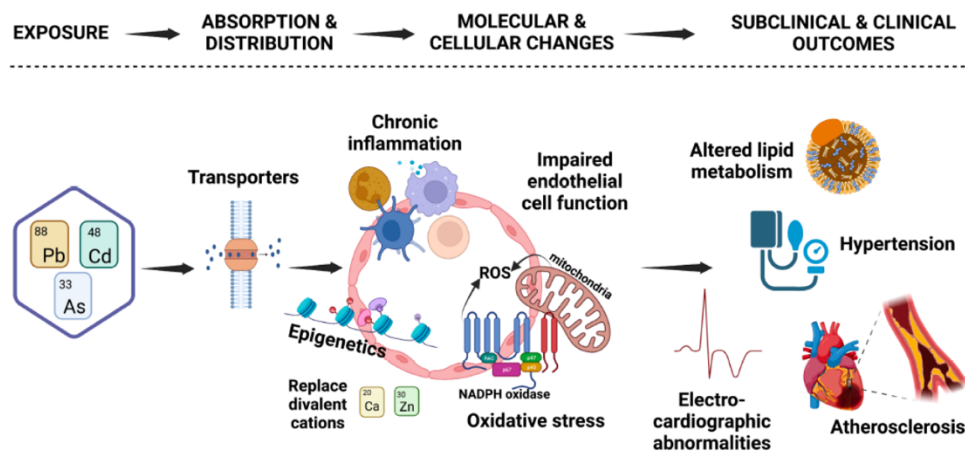 EXPOSURE
ABSORPTION &
DISTRIBUTION
MOLECULAR &
CELLULAR CHANGES
SUBCLINICAL & CLINICAL
OUTCOMES
88
Pb
48
Cd
33
As
Transporters
Chronic
inflammation
Impaired
endothelial
cell function
ROS
mitochondria
Epigenetics
p67
NADPH oxidase
Oxidative stress
Replace
divalent
cations
20
Ca
30
Zn
Altered lipid
metabolism
Hypertension
Electro-
cardiographic
abnormalities
Atherosclerosis